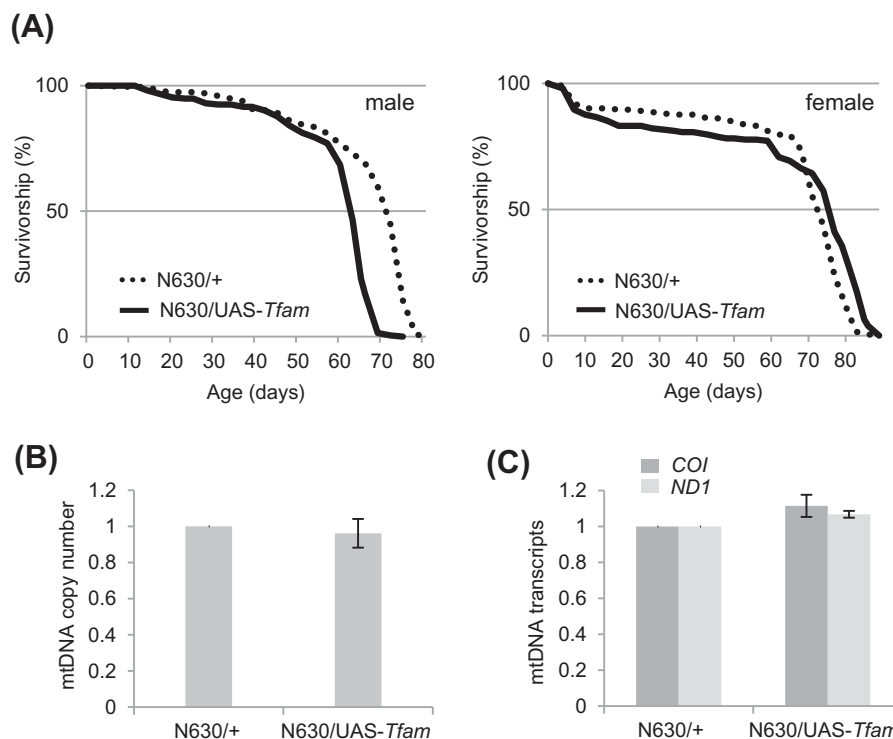 (A)
Survivorship (%)
100
50
0
male
N630/+
N630/UAS-Tfam
0 10 20 30 40 50 60 70 80
Age (days)
Survivorship (%)
100
50
0
female
N630/+
N630/UAS-Tfam
0 10 20 30 40 50 60 70 80
Age (days)
(B)
mtDNA copy number
1.2
1
0.8
0.6
0.4
0.2
0
N630/+ N630/UAS-Tfam
(C)
COI
ND1
mtDNA transcripts
1.2
1
0.8
0.6
0.4
0.2
0
N630/+ N630/UAS-Tfam